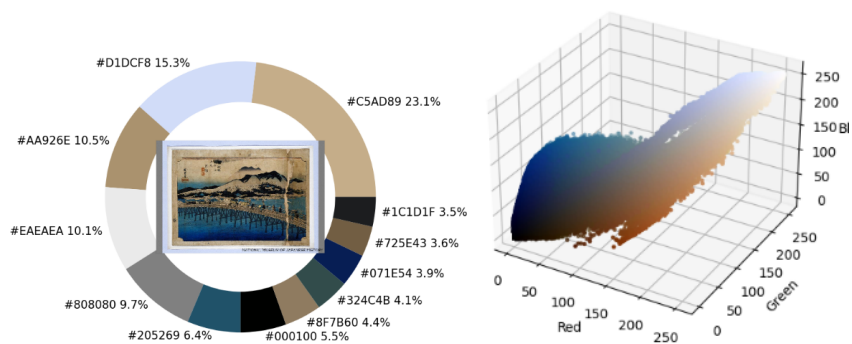 #D1DCF8 15.3%
#C5AD89 23.1%
#AA926E 10.5%
#EAEAEA 10.1%
#1C1D1F 3.5%
#725E43 3.6%
#071E54 3.9%
#324C4B 4.1%
#808080 9.7%
#8F7B60 4.4%
#205269 6.4%
#000100 5.5%
250
200
150
100
50
0
Bl
0
50
100
150
200
250
Red
0
50
100
150
200
250
Green